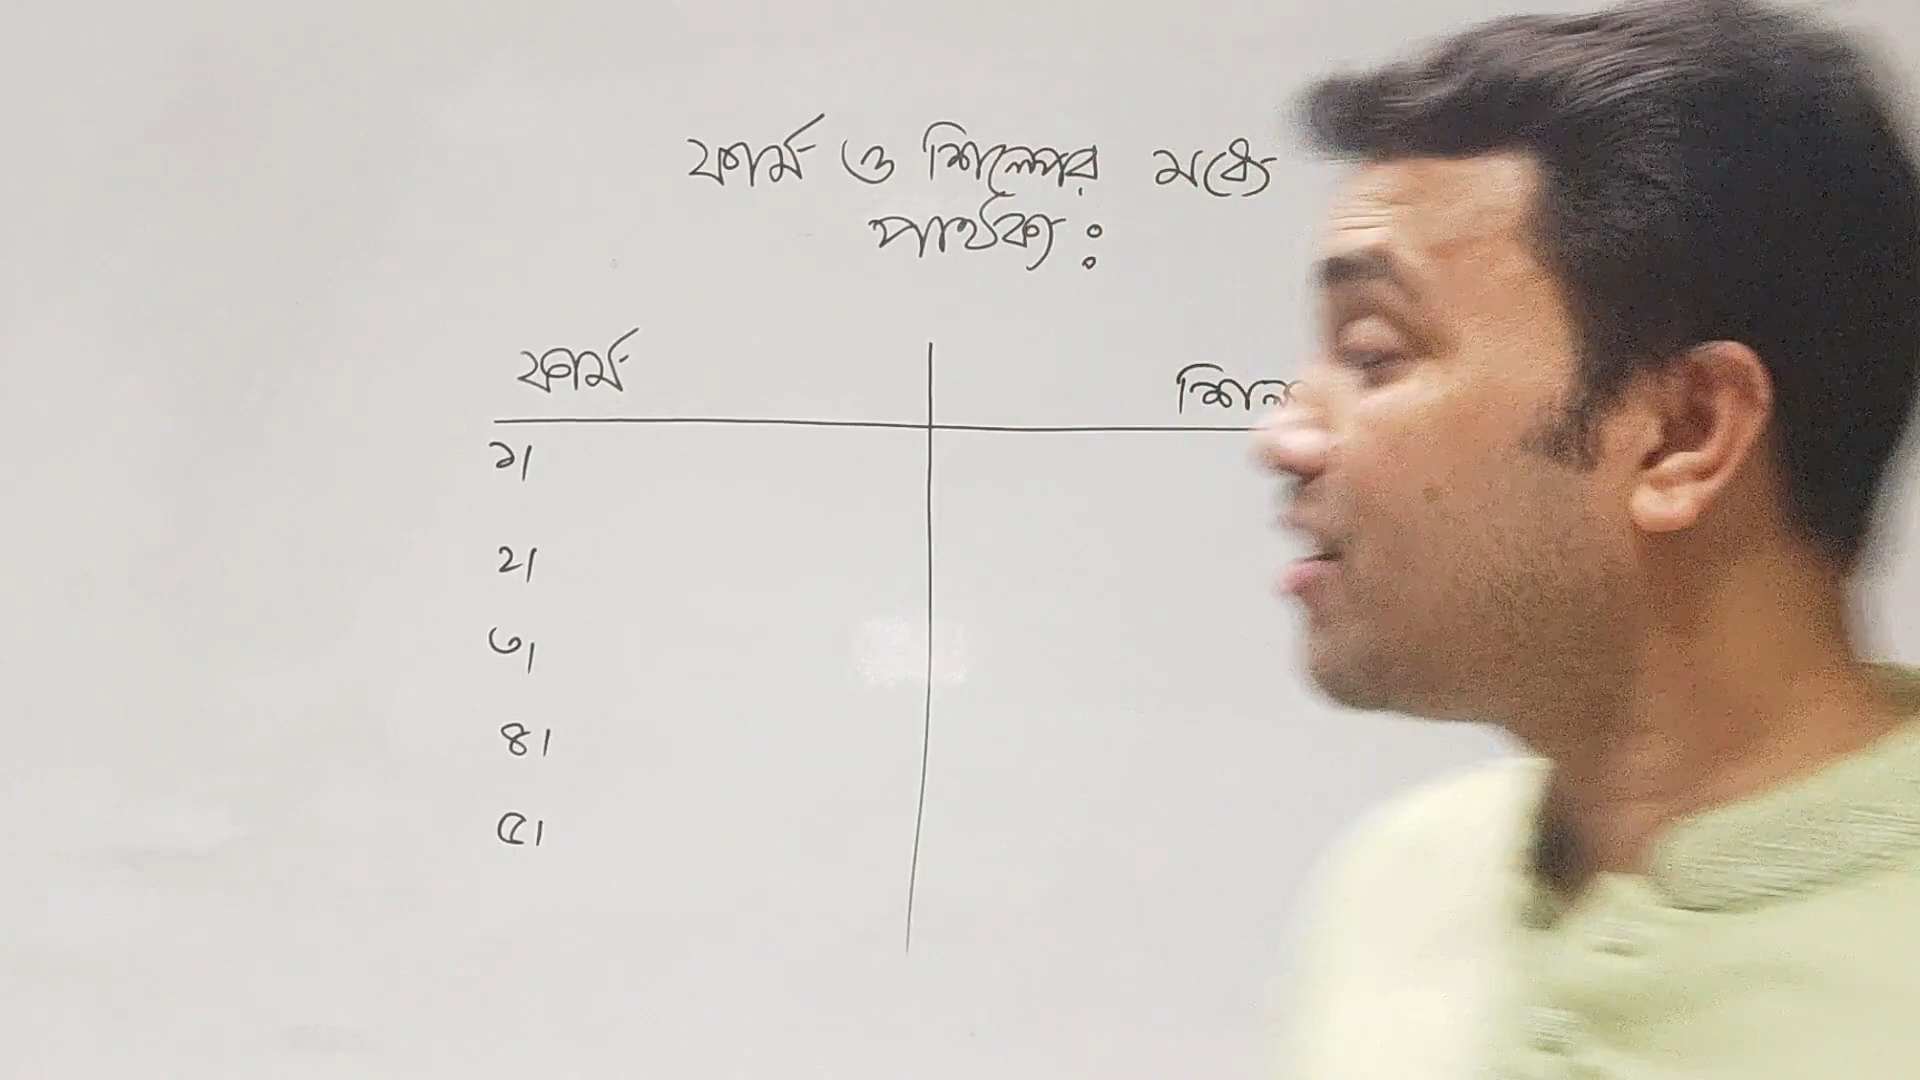 ফার্ম ও শিল্পের মধ্যে
পার্থক্য :
ফার্ম
১।
২।
৩।
৪।
৫।